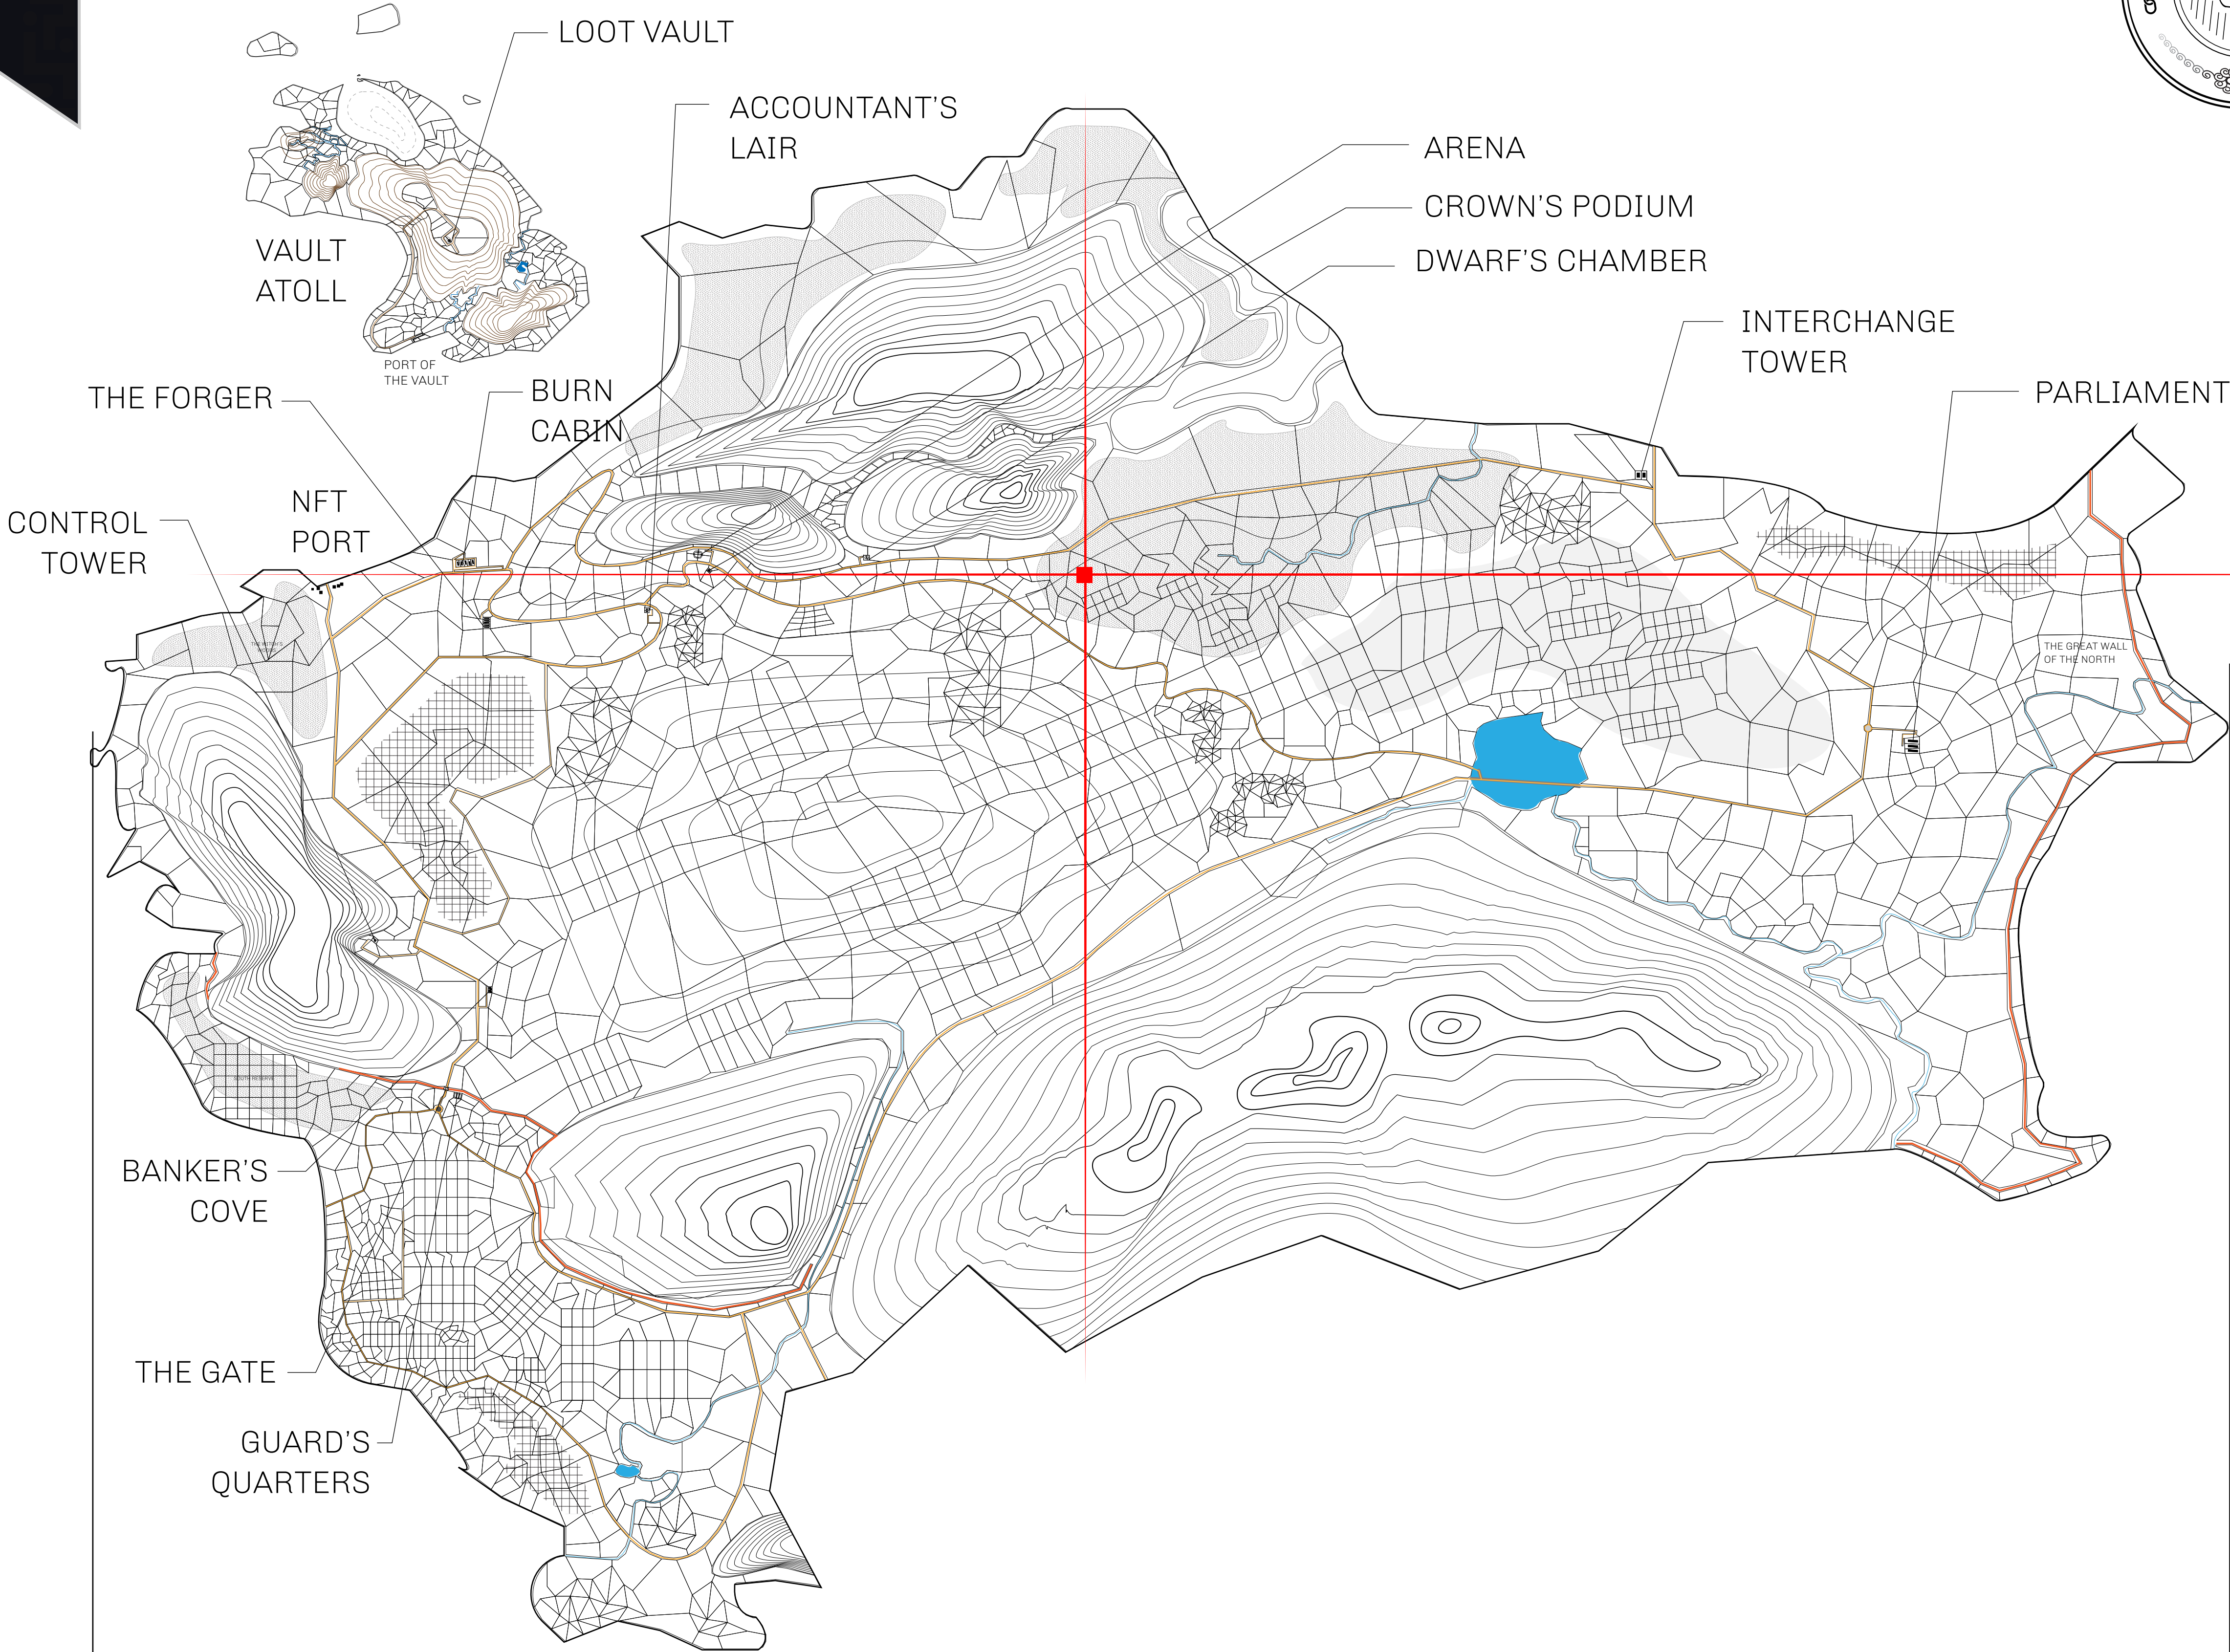 LOOT VAULT
ACCOUNTANT'S
LAIR
ARENA
CROWN'S PODIUM
DWARF'S CHAMBER
VAULT
ATOLL
INTERCHANGE
TOWER
PORT OF
THE VAULT
THE FORGER
BURN
CABIN
PARLIAMENT
NFT
PORT
CONTROL
TOWER
THE GREAT WALL
OF THE NORTH
SOUTH RESERVE
BANKER'S
COVE
THE GATE
GUARD'S
QUARTERS